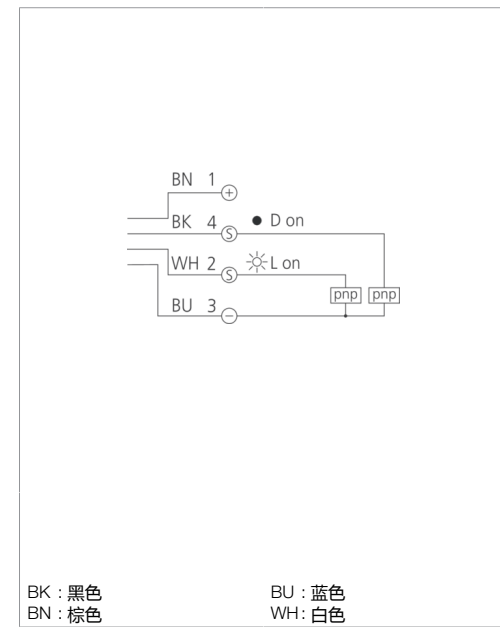 BN 1 +
BK 4 S ● D on
WH 2 S L on
pnp pnp
BU 3 −
BK : 黑色 BU : 蓝色
BN : 棕色 WH : 白色